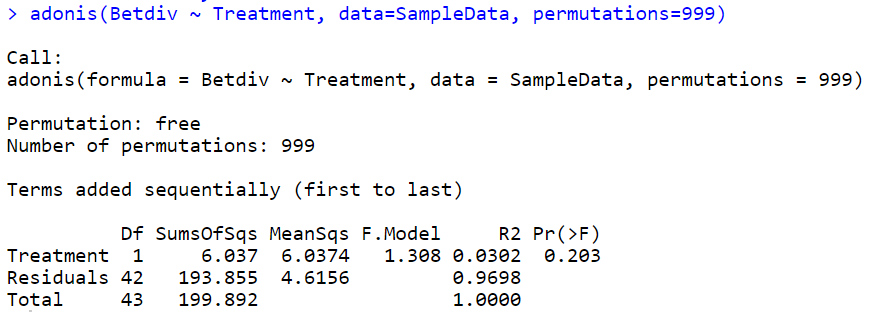 > adonis(Betdiv ~ Treatment, data=SampleData, permutations=999)
Call:
adonis(formula = Betdiv ~ Treatment, data = SampleData, permutations = 999)
Permutation: free
Number of permutations: 999
Terms added sequentially (first to last)
Df SumsOfSqs MeanSqs F.Model R2 Pr(>F)
Treatment 1 6.037 6.0374 1.308 0.0302 0.203
Residuals 42 193.855 4.6156 0.9698
Total 43 199.892 1.0000